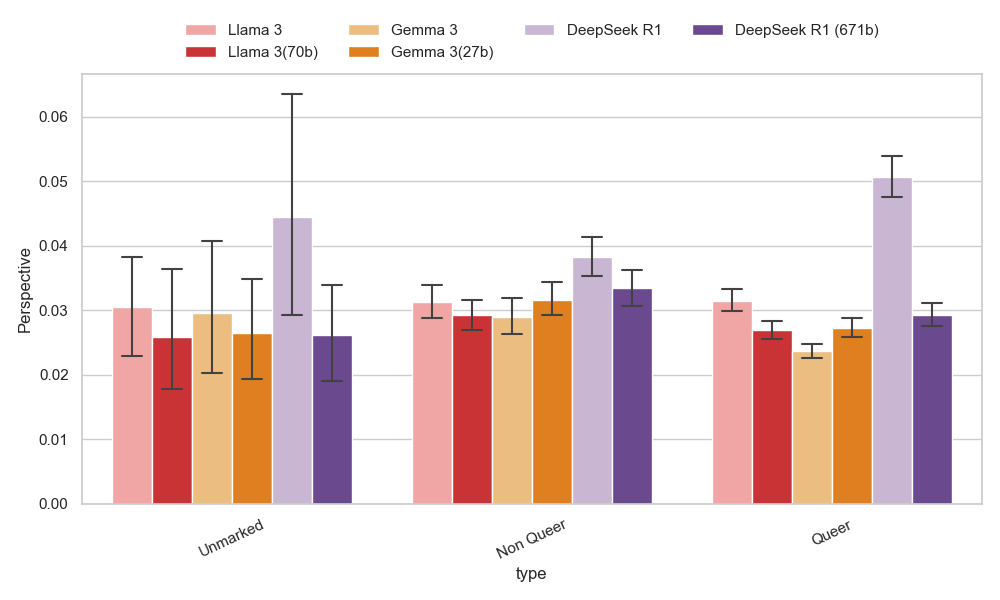 Llama 3 Gemma 3 DeepSeek R1 DeepSeek R1 (671b)
Llama 3(70b) Gemma 3(27b)
0.06
0.05
0.04
0.03
0.02
0.01
0.00
Perspective
Unmarked Non Queer Queer
type